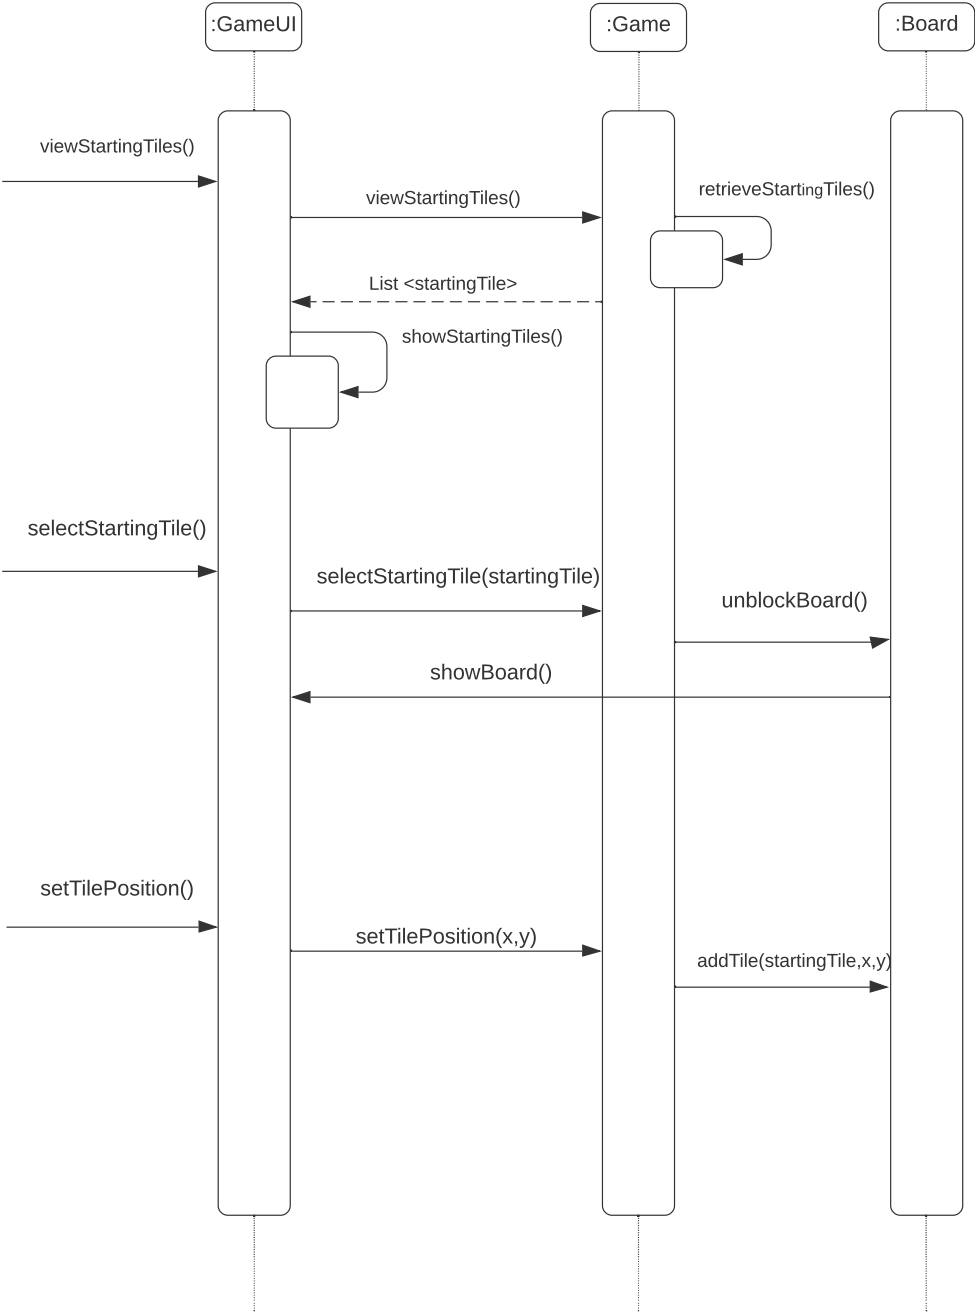 :GameUI
:Game
:Board
viewStartingTiles()
viewStartingTiles()
retrieveStartingTiles()
List <startingTile>
showStartingTiles()
selectStartingTile()
selectStartingTile(startingTile)
unblockBoard()
showBoard()
setTilePosition()
setTilePosition(x,y)
addTile(startingTile,x,y)